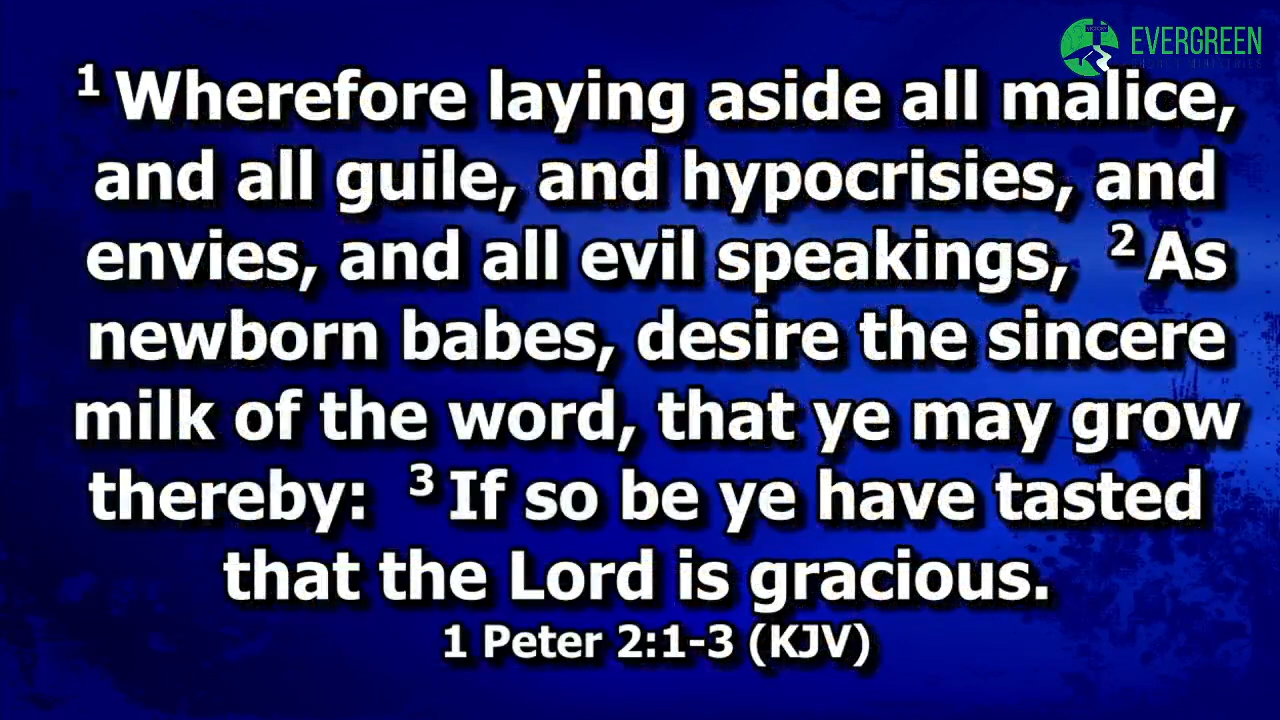 EVERGREEN
1 Wherefore laying aside all malice,
and all guile, and hypocrisies, and
envies, and all evil speakings, 2 As
newborn babes, desire the sincere
milk of the word, that ye may grow
thereby: 3 If so be ye have tasted
that the Lord is gracious.
1 Peter 2:1-3 (KJV)